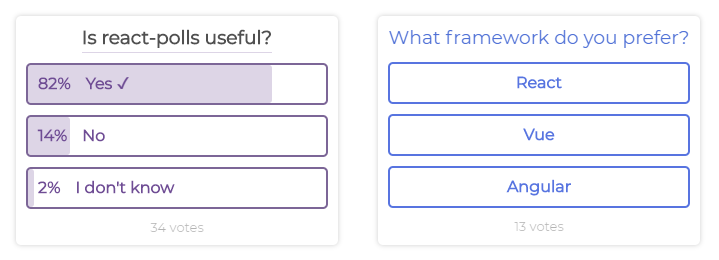 Is react-polls useful?
82% Yes ✓
14% No
2% I don't know
34 votes
What framework do you prefer?
React
Vue
Angular
13 votes